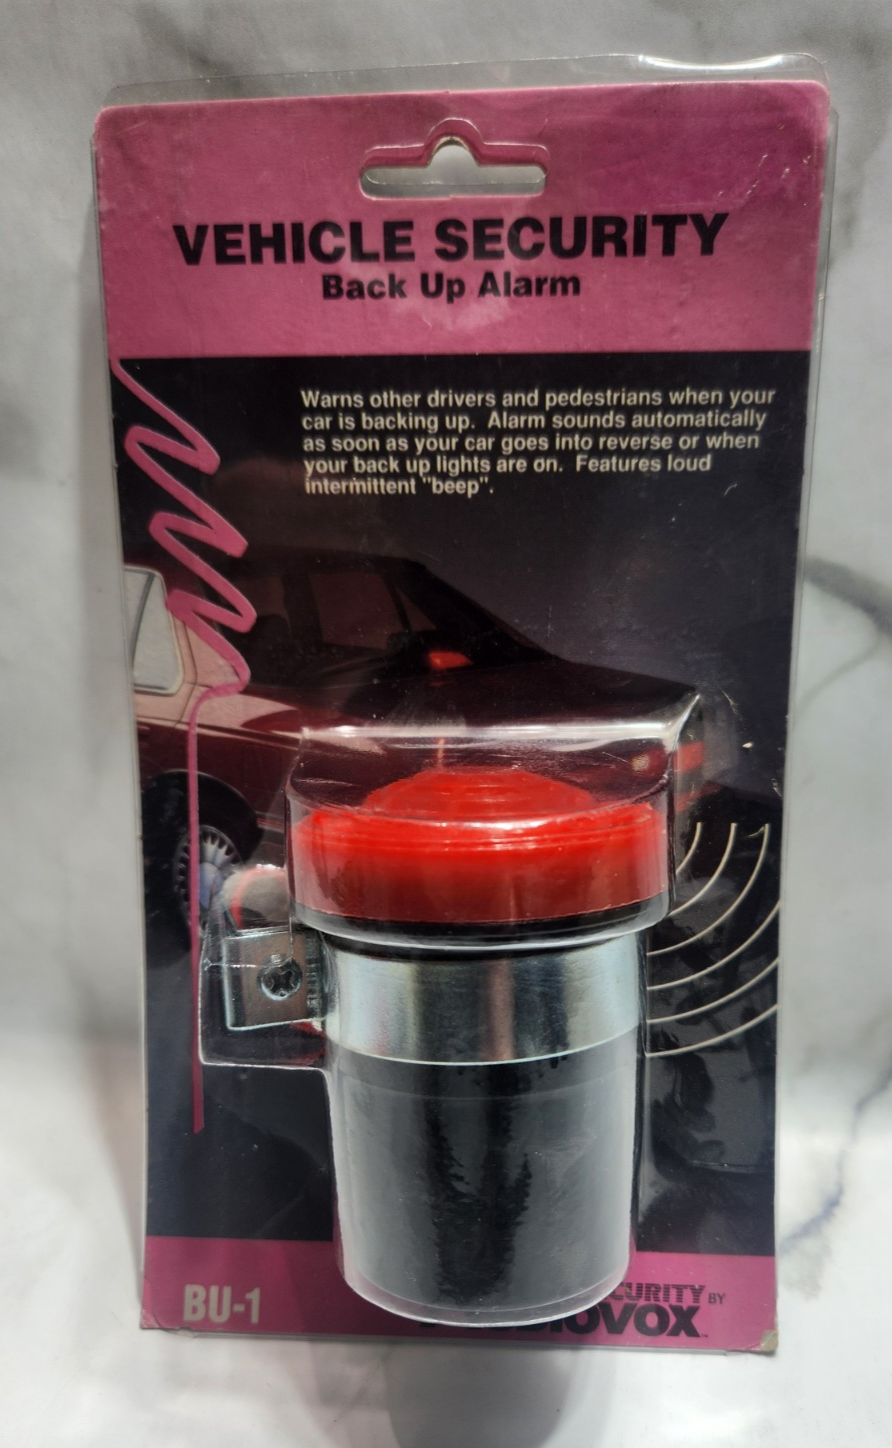 VEHICLE SECURITY
Back Up Alarm
Warns other drivers and pedestrians when your
car is backing up. Alarm sounds automatically
as soon as your car goes into reverse or when
your back up lights are on. Features loud
intermittent "beep".
BU-1
CURITY BY
DIOVOX™